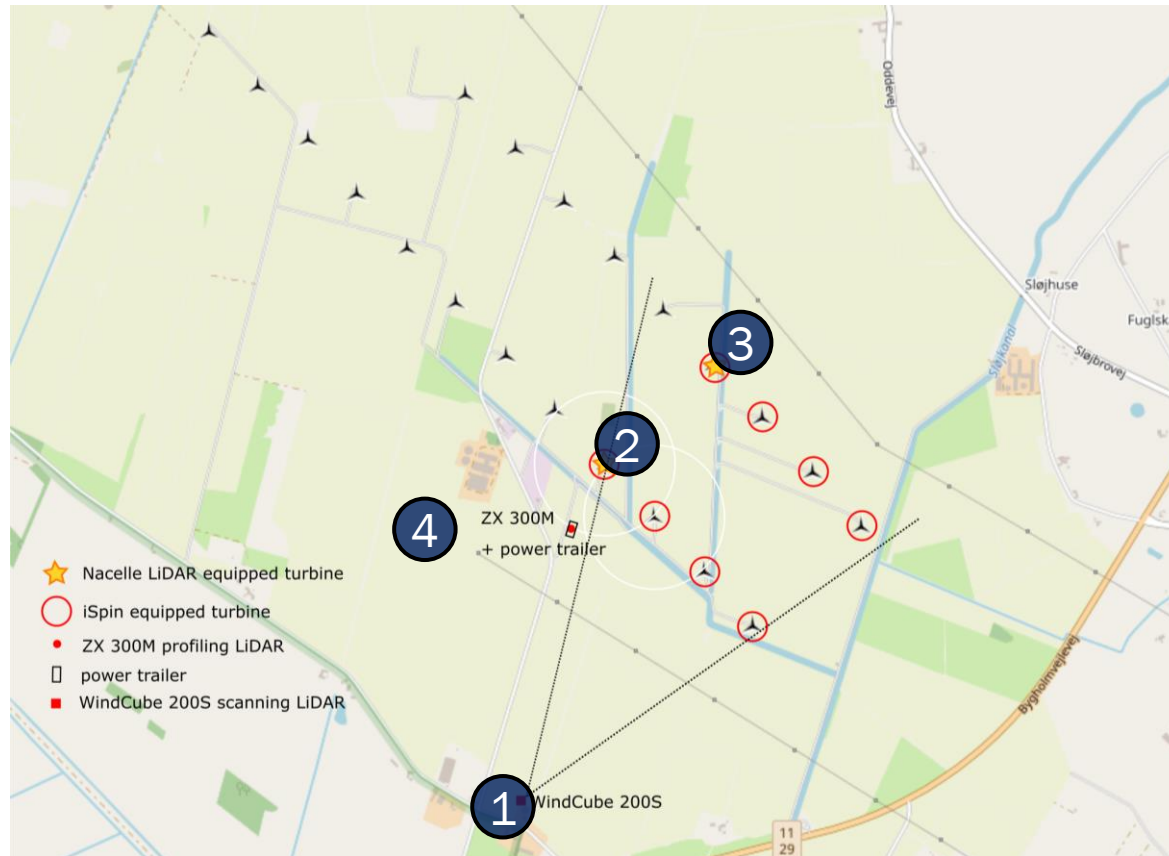 Oddevej
Sløjhuse
Fuglsk
Sløjkanal
Sløjbrovej
3
2
4
ZX 300M
+ power trailer
Nacelle LiDAR equipped turbine
iSpin equipped turbine
ZX 300M profiling LiDAR
power trailer
WindCube 200S scanning LiDAR
Bygholmvejlevej
1
WindCube 200S
11
29